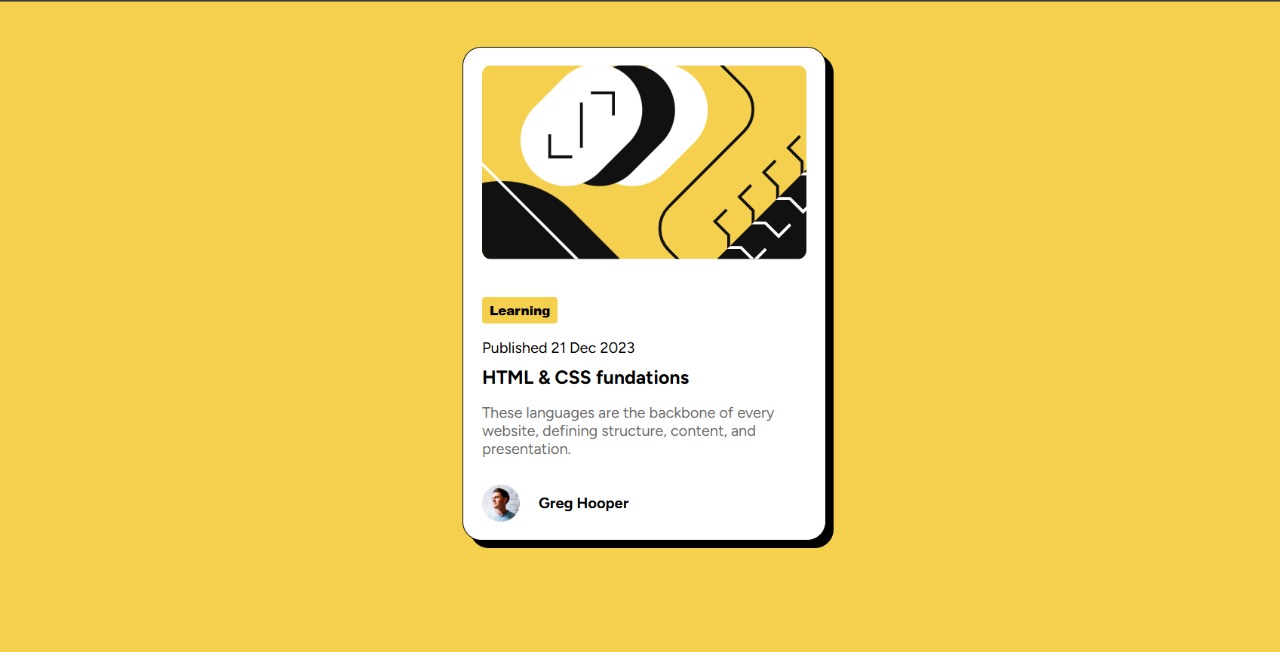 Learning
Published 21 Dec 2023
HTML & CSS fundations
These languages are the backbone of every
website, defining structure, content, and
presentation.
Greg Hooper